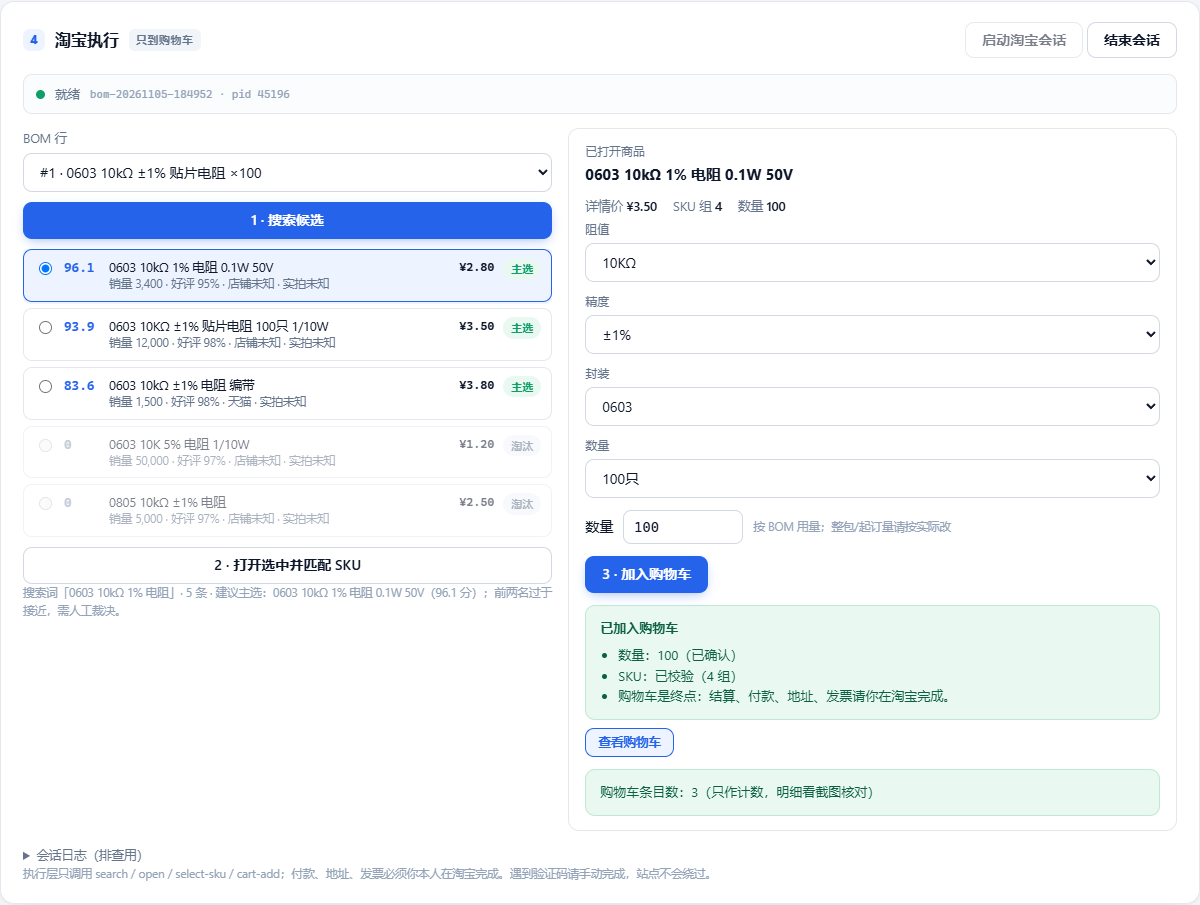 4 淘宝执行 只到购物车 启动淘宝会话 结束会话
就绪 bom-20261105-184952 · pid 45196
BOM 行
#1 · 0603 10kΩ ±1% 贴片电阻 ×100
1 · 搜索候选
96.1 0603 10kΩ 1% 电阻 0.1W 50V ¥2.80 主选
销量 3,400 · 好评 95% · 店铺未知 · 实拍未知
93.9 0603 10KΩ ±1% 贴片电阻 100只 1/10W ¥3.50 主选
销量 12,000 · 好评 98% · 店铺未知 · 实拍未知
83.6 0603 10kΩ ±1% 电阻 编带 ¥3.80 主选
销量 1,500 · 好评 98% · 天猫 · 实拍未知
0 0603 10K 5% 电阻 1/10W ¥1.20 淘汰
销量 50,000 · 好评 97% · 店铺未知 · 实拍未知
0 0805 10kΩ ±1% 电阻 ¥2.50 淘汰
销量 5,000 · 好评 97% · 店铺未知 · 实拍未知
2 · 打开选中并匹配 SKU
搜索词「0603 10kΩ 1% 电阻」· 5 条 · 建议主选：0603 10kΩ 1% 电阻 0.1W 50V（96.1 分）；前两名过于
接近，需人工裁决。
已打开商品
0603 10kΩ 1% 电阻 0.1W 50V
详情价 ¥3.50 SKU 组 4 数量 100
阻值
10KΩ
精度
±1%
封装
0603
数量
100只
数量 100 按 BOM 用量；整包/起订量请按实际改
3 · 加入购物车
已加入购物车
• 数量：100（已确认）
• SKU：已校验（4 组）
• 购物车是终点：结算、付款、地址、发票请你在淘宝完成。
查看购物车
购物车条目数：3（只作计数，明细看截图核对）
▶ 会话日志（排查用）
执行层只调用 search / open / select-sku / cart-add；付款、地址、发票必须你本人在淘宝完成。遇到验证码请手动完成，站点不会绕过。